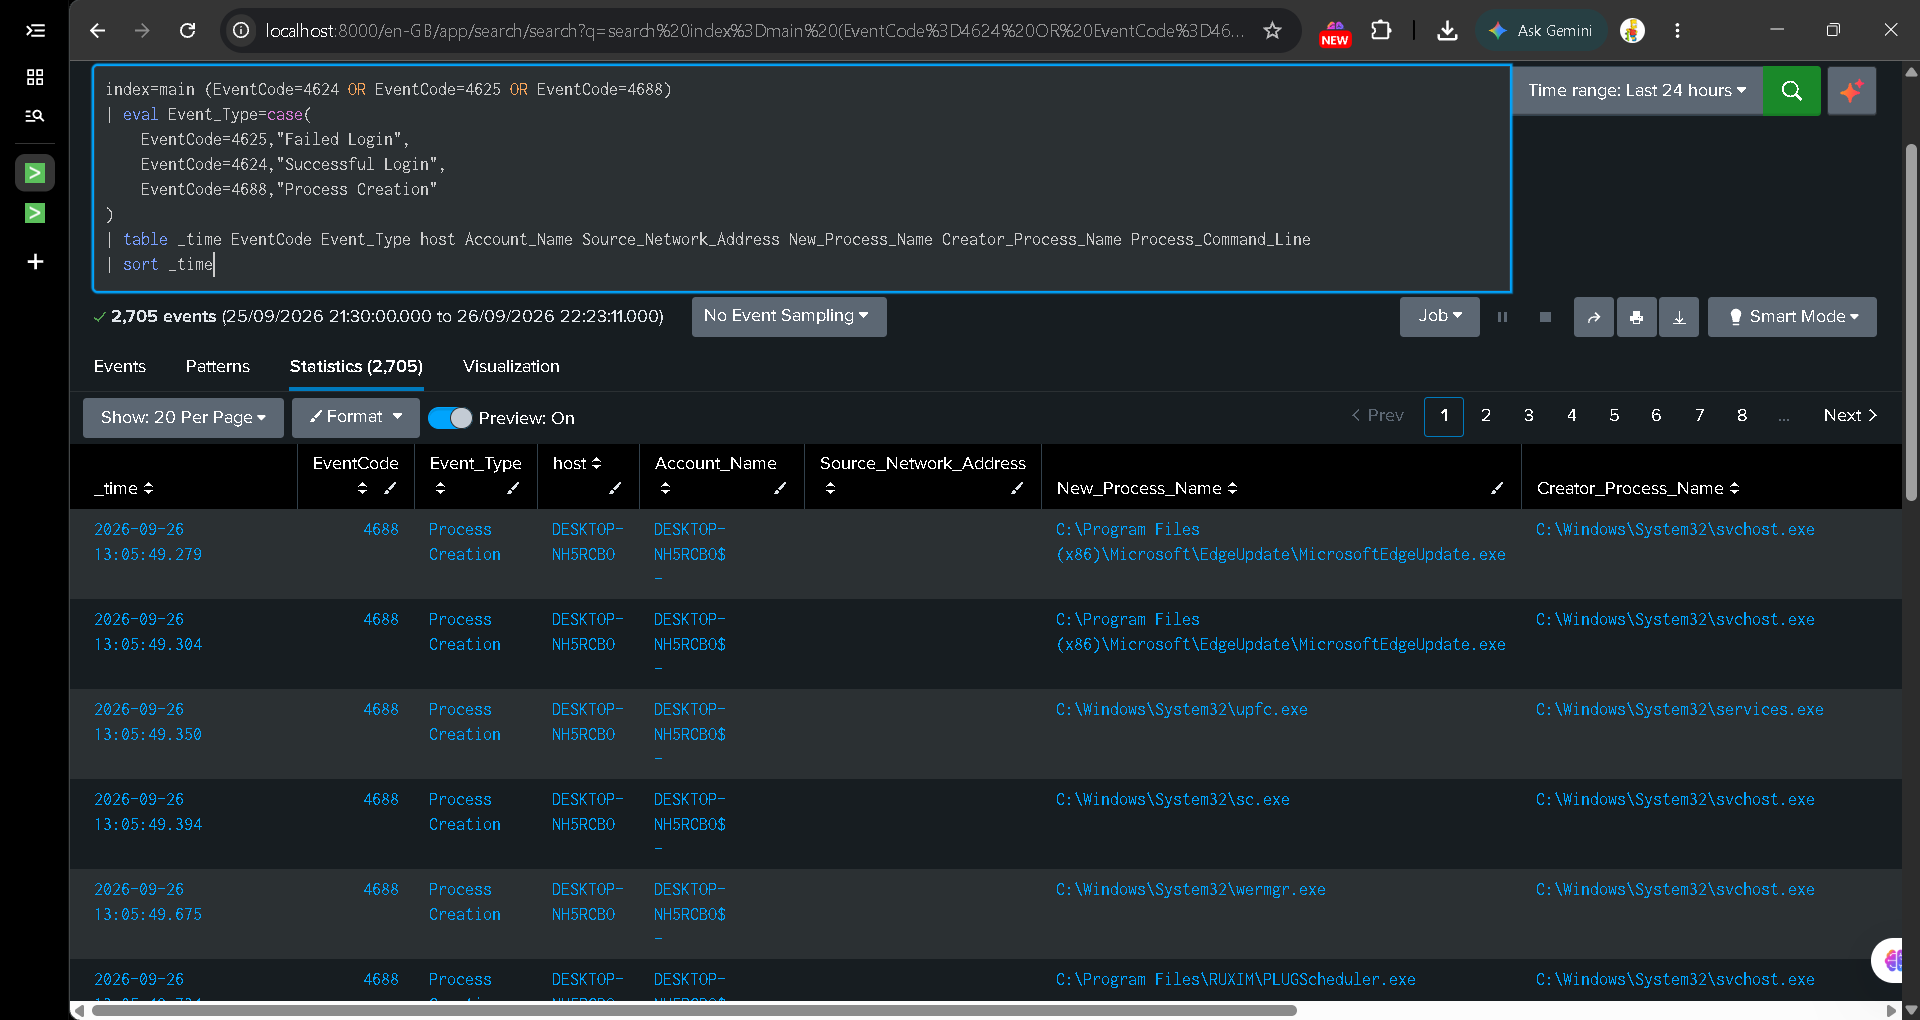 localhost:8000/en-GB/app/search/search?q=search%20index%3Dmain%20(EventCode%3D4624%20OR%20EventCode%3D46...
NEW
Ask Gemini
index=main (EventCode=4624 OR EventCode=4625 OR EventCode=4688)
| eval Event_Type=case(
EventCode=4625,"Failed Login",
EventCode=4624,"Successful Login",
EventCode=4688,"Process Creation"
)
| table _time EventCode Event_Type host Account_Name Source_Network_Address New_Process_Name Creator_Process_Name Process_Command_Line
| sort _time
Time range: Last 24 hours
2,705 events (25/09/2026 21:30:00.000 to 26/09/2026 22:23:11.000)
No Event Sampling
Job
Smart Mode
Events
Patterns
Statistics (2,705)
Visualization
Show: 20 Per Page
Format
Preview: On
< Prev
1
2
3
4
5
6
7
8
...
Next >
_time
EventCode
Event_Type
host
Account_Name
Source_Network_Address
New_Process_Name
Creator_Process_Name
2026-09-26
13:05:49.279
4688
Process
Creation
DESKTOP-
NH5RCBO
DESKTOP-
NH5RCBO$
-
C:\Program Files
(x86)\Microsoft\EdgeUpdate\MicrosoftEdgeUpdate.exe
C:\Windows\System32\svchost.exe
2026-09-26
13:05:49.304
4688
Process
Creation
DESKTOP-
NH5RCBO
DESKTOP-
NH5RCBO$
-
C:\Program Files
(x86)\Microsoft\EdgeUpdate\MicrosoftEdgeUpdate.exe
C:\Windows\System32\svchost.exe
2026-09-26
13:05:49.350
4688
Process
Creation
DESKTOP-
NH5RCBO
DESKTOP-
NH5RCBO$
-
C:\Windows\System32\upfc.exe
C:\Windows\System32\services.exe
2026-09-26
13:05:49.394
4688
Process
Creation
DESKTOP-
NH5RCBO
DESKTOP-
NH5RCBO$
-
C:\Windows\System32\sc.exe
C:\Windows\System32\svchost.exe
2026-09-26
13:05:49.675
4688
Process
Creation
DESKTOP-
NH5RCBO
DESKTOP-
NH5RCBO$
-
C:\Windows\System32\wermgr.exe
C:\Windows\System32\svchost.exe
2026-09-26
4688
Process
DESKTOP-
DESKTOP-
C:\Program Files\RUXIM\PLUGScheduler.exe
C:\Windows\System32\svchost.exe